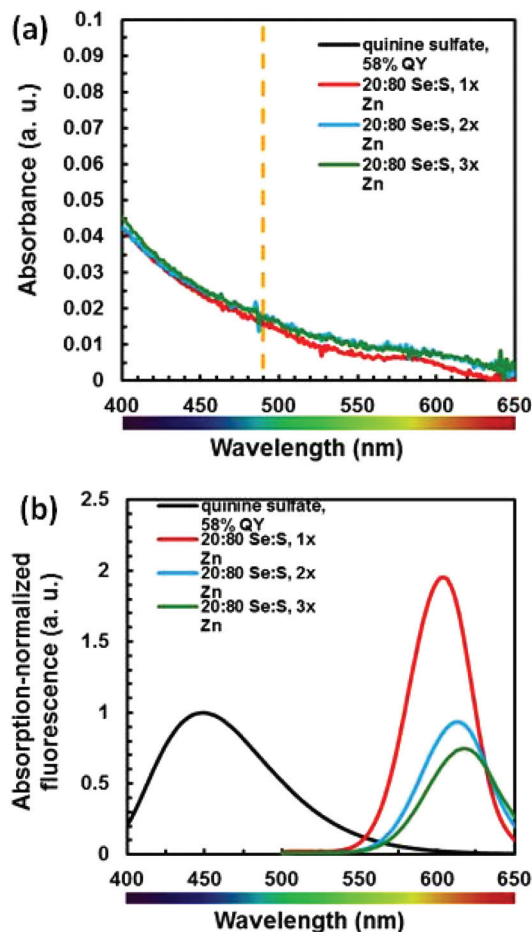 (a)
0.1
0.09
0.08
0.07
0.06
0.05
0.04
0.03
0.02
0.01
0
Absorbance (a. u.)
quinine sulfate,
58% QY
20:80 Se:S, 1x
Zn
20:80 Se:S, 2x
Zn
20:80 Se:S, 3x
Zn
400 450 500 550 600 650
Wavelength (nm)
(b)
2.5
2
1.5
1
0.5
0
Absorption-normalized
fluorescence (a. u.)
quinine sulfate,
58% QY
20:80 Se:S, 1x
Zn
20:80 Se:S, 2x
Zn
20:80 Se:S, 3x
Zn
400 450 500 550 600 650
Wavelength (nm)